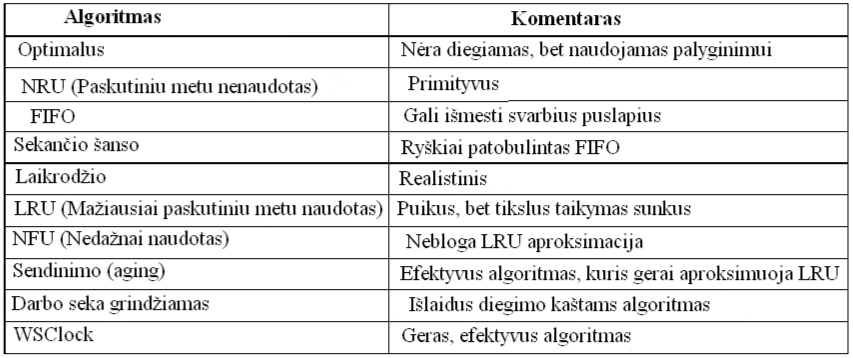 Algoritmas Komentaras
Optimalus Nėra diegiamas, bet naudojamas palyginimui
NRU (Paskutiniu metu nenaudotas) Primityvus
FIFO Gali išmesti svarbius puslapius
Sekančio šanso Ryškiai patobulintas FIFO
Laikrodžio Realistinis
LRU (Mažiausiai paskutiniu metu naudotas) Puikus, bet tikslus taikymas sunkus
NFU (Nedažnai naudotas) Nebloga LRU aproksimacija
Sendinimo (aging) Efektyvus algoritmas, kuris gerai aproksimuoja LRU
Darbo seka grindžiamas Išlaidus diegimo kaštams algoritmas
WSClock Geras, efektyvus algoritmas